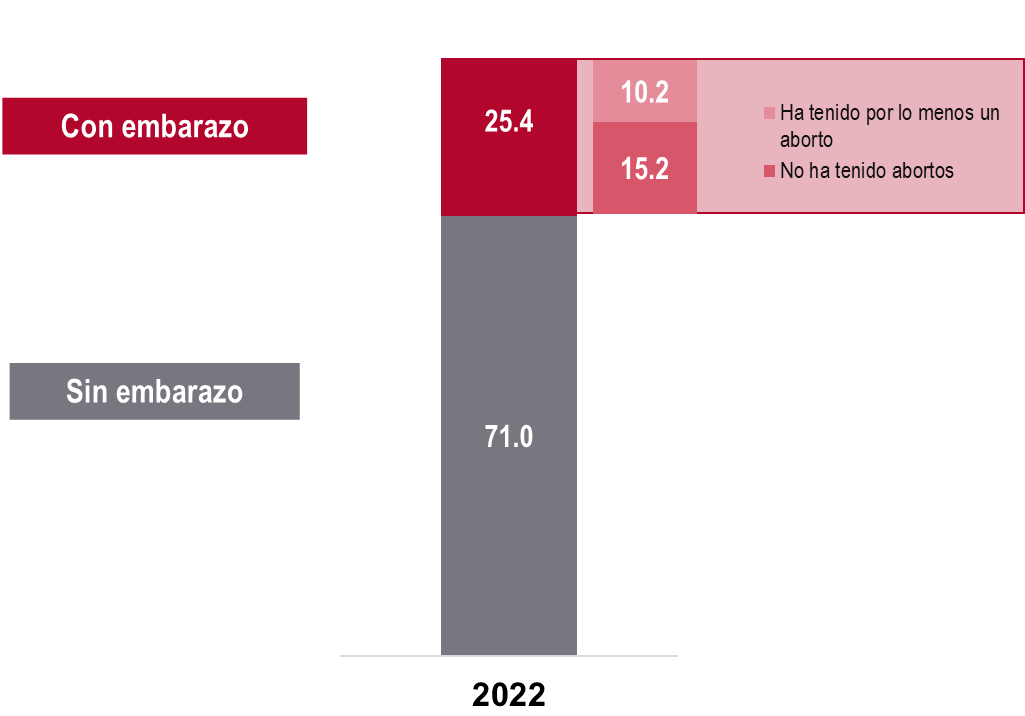 Con embarazo
25.4
10.2
15.2
Ha tenido por lo menos un
aborto
No ha tenido abortos
Sin embarazo
71.0
2022